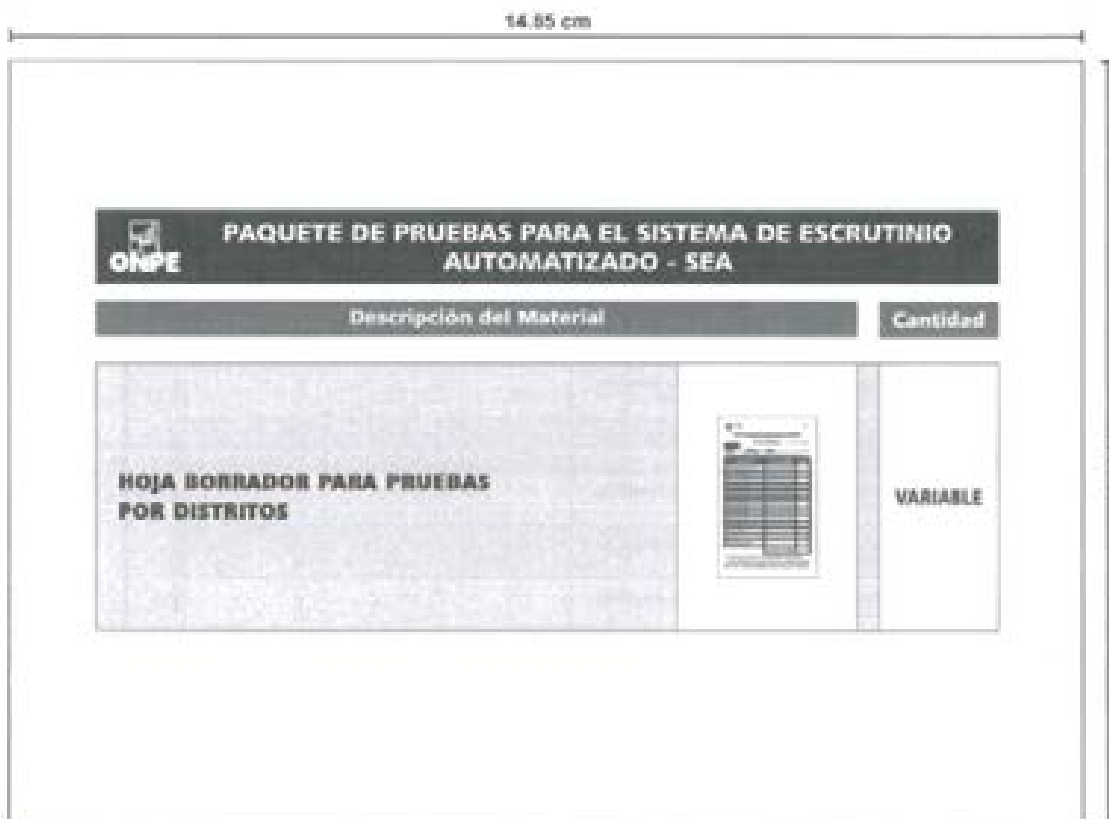 14.85 cm
ONPE
PAQUETE DE PRUEBAS PARA EL SISTEMA DE ESCRUTINIO
AUTOMATIZADO - SEA
Descripción del Material
Cantidad
HOJA BORRADOR PARA PRUEBAS
POR DISTRITOS
VARIABLE